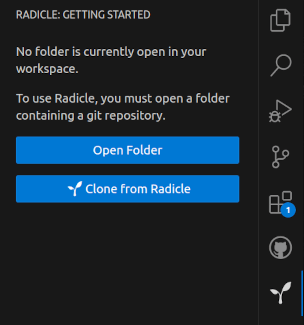 RADICLE: GETTING STARTED
No folder is currently open in your
workspace.
To use Radicle, you must open a folder
containing a git repository.
Open Folder
Clone from Radicle
1